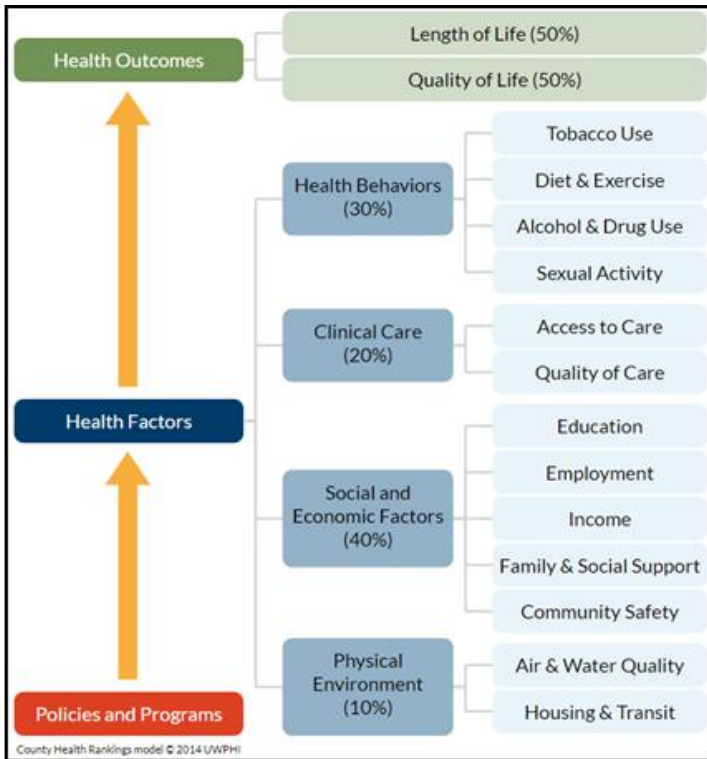 Health Outcomes
Length of Life (50%)
Quality of Life (50%)
Health Factors
Health Behaviors
(30%)
Tobacco Use
Diet & Exercise
Alcohol & Drug Use
Sexual Activity
Clinical Care
(20%)
Access to Care
Quality of Care
Social and
Economic Factors
(40%)
Education
Employment
Income
Family & Social Support
Community Safety
Physical
Environment
(10%)
Air & Water Quality
Housing & Transit
Policies and Programs
County Health Rankings model © 2014 UWPHI